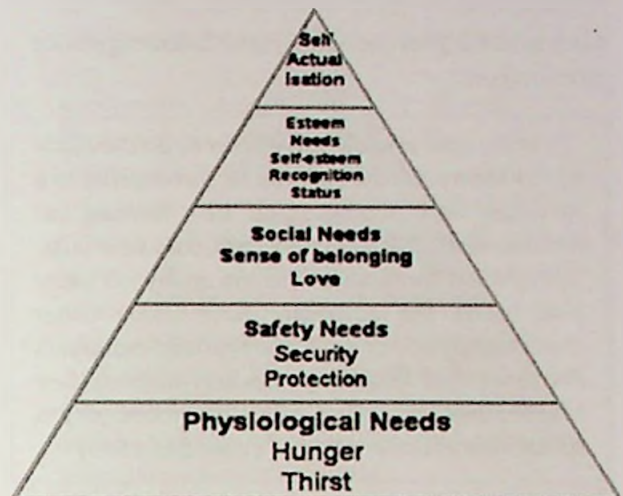 Self
Actual
isation
Esteem
Needs
Self-esteem
Recognition
Status
Social Needs
Sense of belonging
Love
Safety Needs
Security
Protection
Physiological Needs
Hunger
Thirst